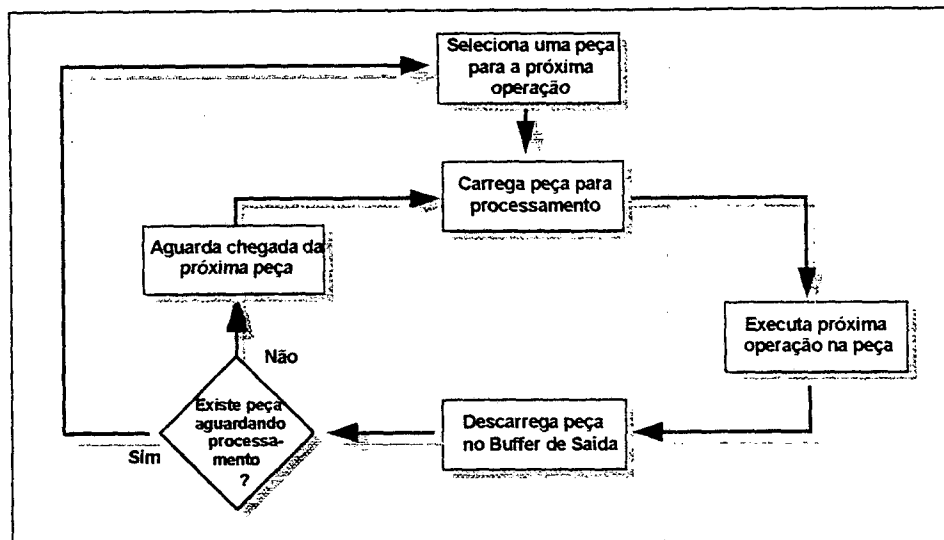 Seleciona uma peça
para a próxima
operação
Carrega peça para
processamento
Aguarda chegada da
próxima peça
Executa próxima
operação na peça
Não
Existe peça
aguardando
processa-
mento
?
Descarrega peça
no Buffer de Saída
Sim